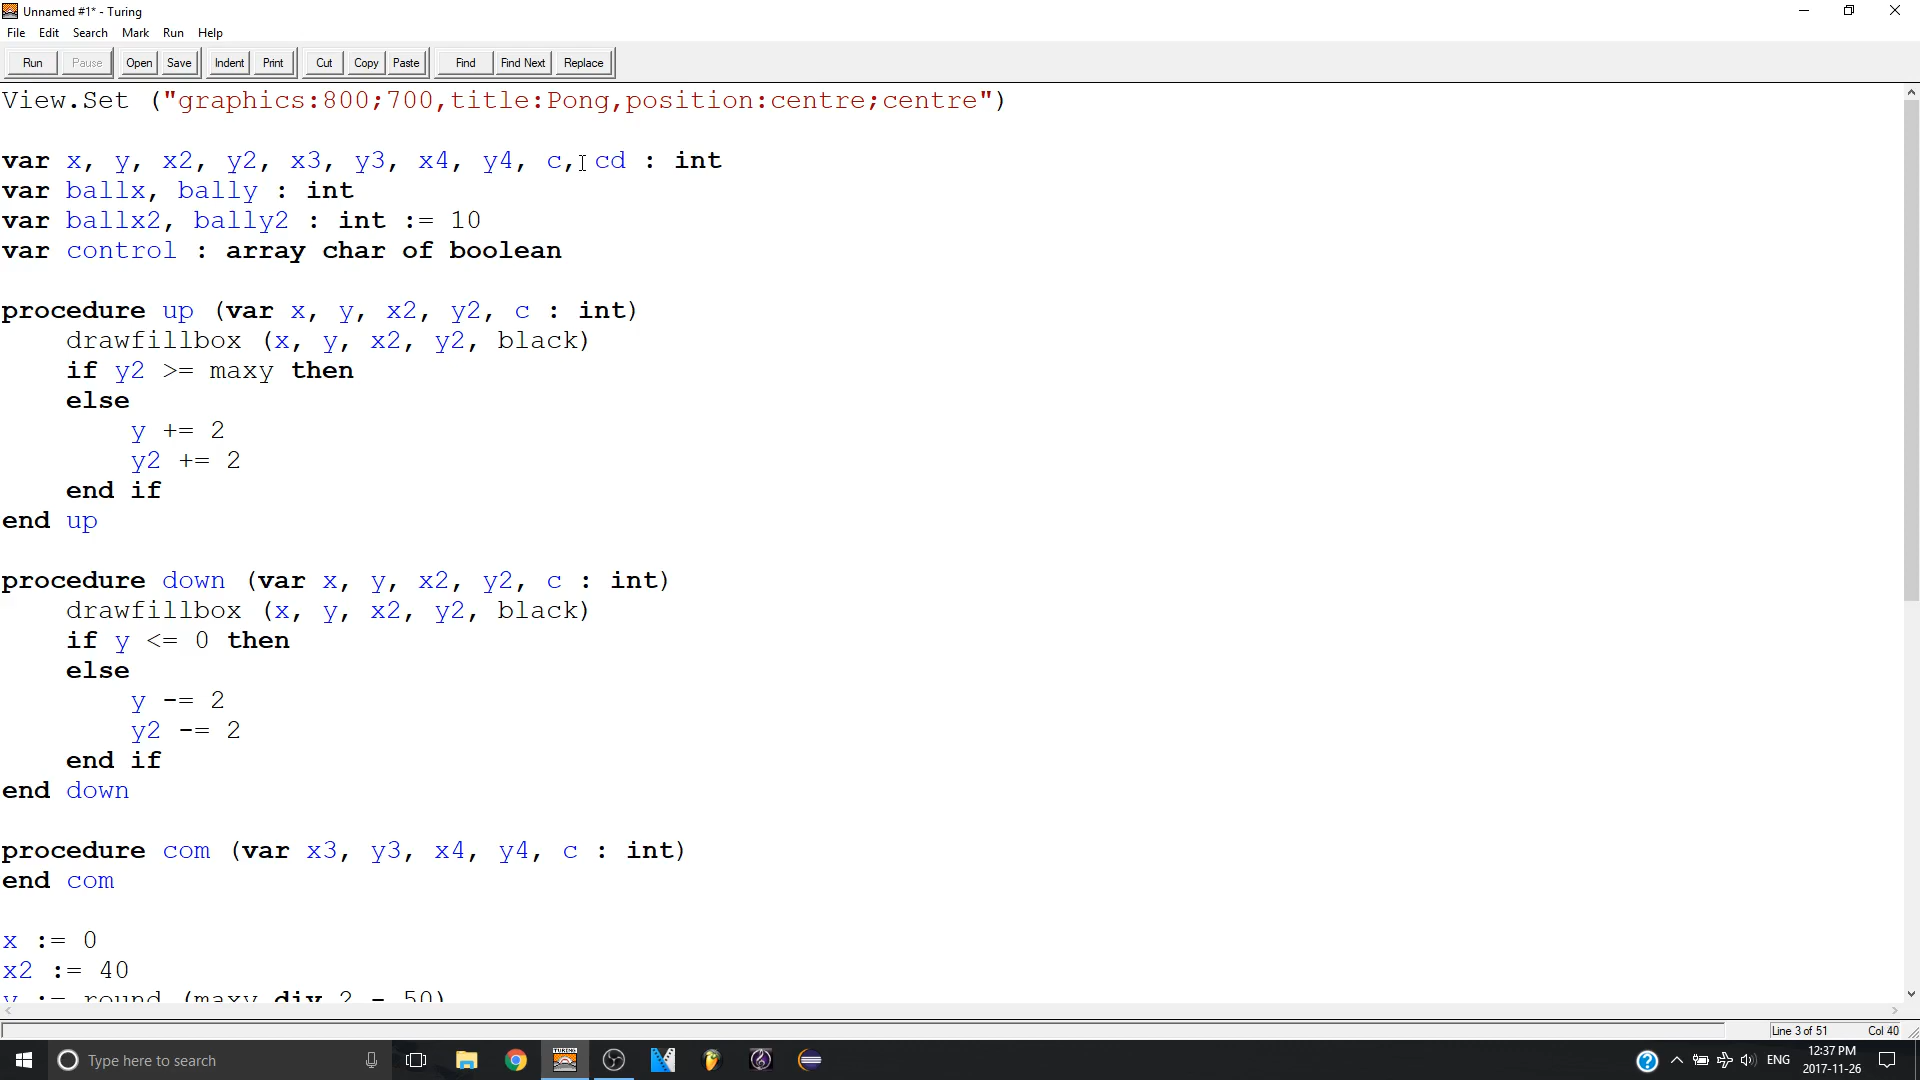 Unnamed #1* - Turing
File Edit Search Mark Run Help
Run Pause Open Save Indent Print Cut Copy Paste Find Find Next Replace
View.Set ("graphics:800;700,title:Pong,position:centre;centre")
var x, y, x2, y2, x3, y3, x4, y4, c, cd : int
var ballx, bally : int
var ballx2, bally2 : int := 10
var control : array char of boolean
procedure up (var x, y, x2, y2, c : int)
drawfillbox (x, y, x2, y2, black)
if y2 >= maxy then
else
y += 2
y2 += 2
end if
end up
procedure down (var x, y, x2, y2, c : int)
drawfillbox (x, y, x2, y2, black)
if y <= 0 then
else
y -= 2
y2 -= 2
end if
end down
procedure com (var x3, y3, x4, y4, c : int)
end com
x := 0
x2 := 40
y := round (maxy div 2 - 50)
Line 3 of 51 Col 40
Type here to search
TURING
ENG
12:37 PM
2017-11-26